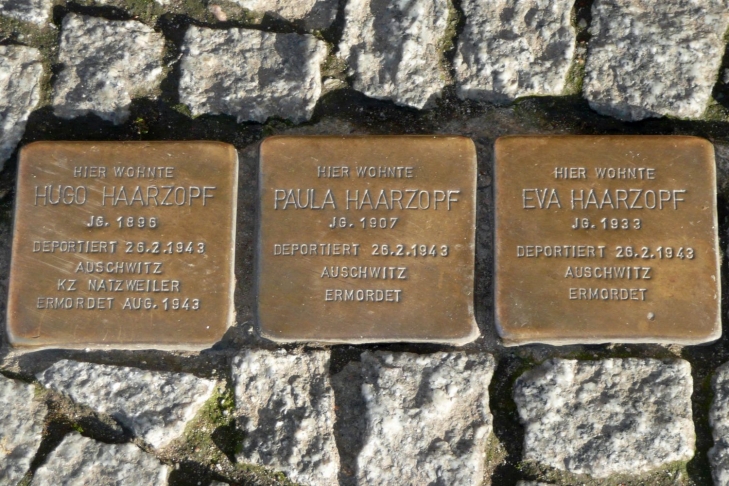 HIER WOHNTE
HUGO HAARZOPF
JG. 1896
DEPORTIERT 26.2.1943
AUSCHWITZ
KZ NATZWEILER
ERMORDET AUG. 1943
HIER WOHNTE
PAULA HAARZOPF
JG. 1907
DEPORTIERT 26.2.1943
AUSCHWITZ
ERMORDET
HIER WOHNTE
EVA HAARZOPF
JG. 1933
DEPORTIERT 26.2.1943
AUSCHWITZ
ERMORDET